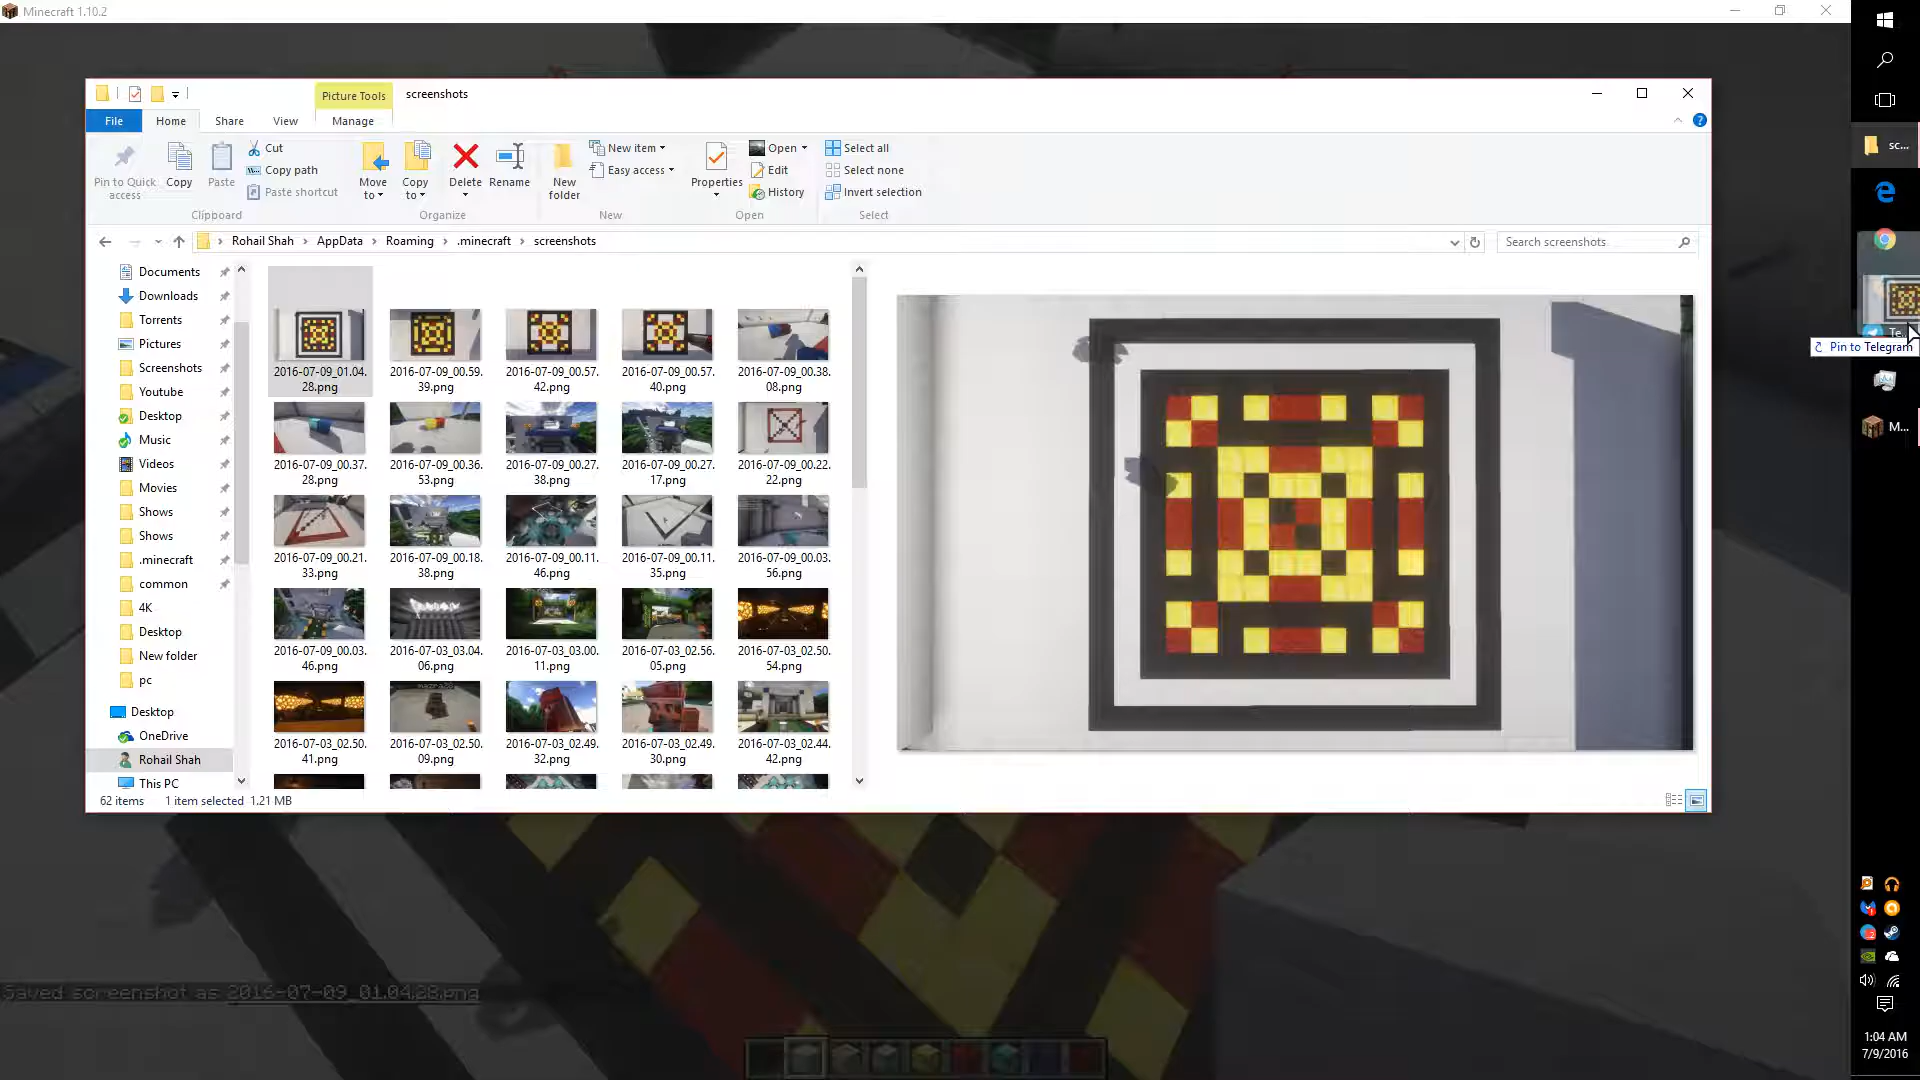 Minecraft 1.10.2
Picture Tools
screenshots
File
Home
Share
View
Manage
Pin to Quick access
Copy
Paste
Cut
Copy path
Paste shortcut
Clipboard
Move to
Copy to
Delete
Rename
Organize
New folder
New item
Easy access
New
Properties
Open
Edit
History
Open
Select all
Select none
Invert selection
Select
Rohail Shah
AppData
Roaming
.minecraft
screenshots
Search screenshots
Documents
Downloads
Torrents
Pictures
Screenshots
Youtube
Desktop
Music
Videos
Movies
Shows
Shows
.minecraft
common
4K
Desktop
New folder
pc
Desktop
OneDrive
Rohail Shah
This PC
2016-07-09_01.04.28.png
2016-07-09_00.59.39.png
2016-07-09_00.57.42.png
2016-07-09_00.57.40.png
2016-07-09_00.38.08.png
2016-07-09_00.37.28.png
2016-07-09_00.36.53.png
2016-07-09_00.27.38.png
2016-07-09_00.27.17.png
2016-07-09_00.22.22.png
2016-07-09_00.21.33.png
2016-07-09_00.18.38.png
2016-07-09_00.11.46.png
2016-07-09_00.11.35.png
2016-07-09_00.03.56.png
2016-07-09_00.03.46.png
2016-07-03_03.04.06.png
2016-07-03_03.00.11.png
2016-07-03_02.56.05.png
2016-07-03_02.50.54.png
2016-07-03_02.50.41.png
2016-07-03_02.50.09.png
2016-07-03_02.49.32.png
2016-07-03_02.49.30.png
2016-07-03_02.44.42.png
62 items
1 item selected 1.21 MB
sc...
Te...
Pin to Telegram
M...
Saved screenshot as 2016-07-09_01.04.28.png
1:04 AM
7/9/2016